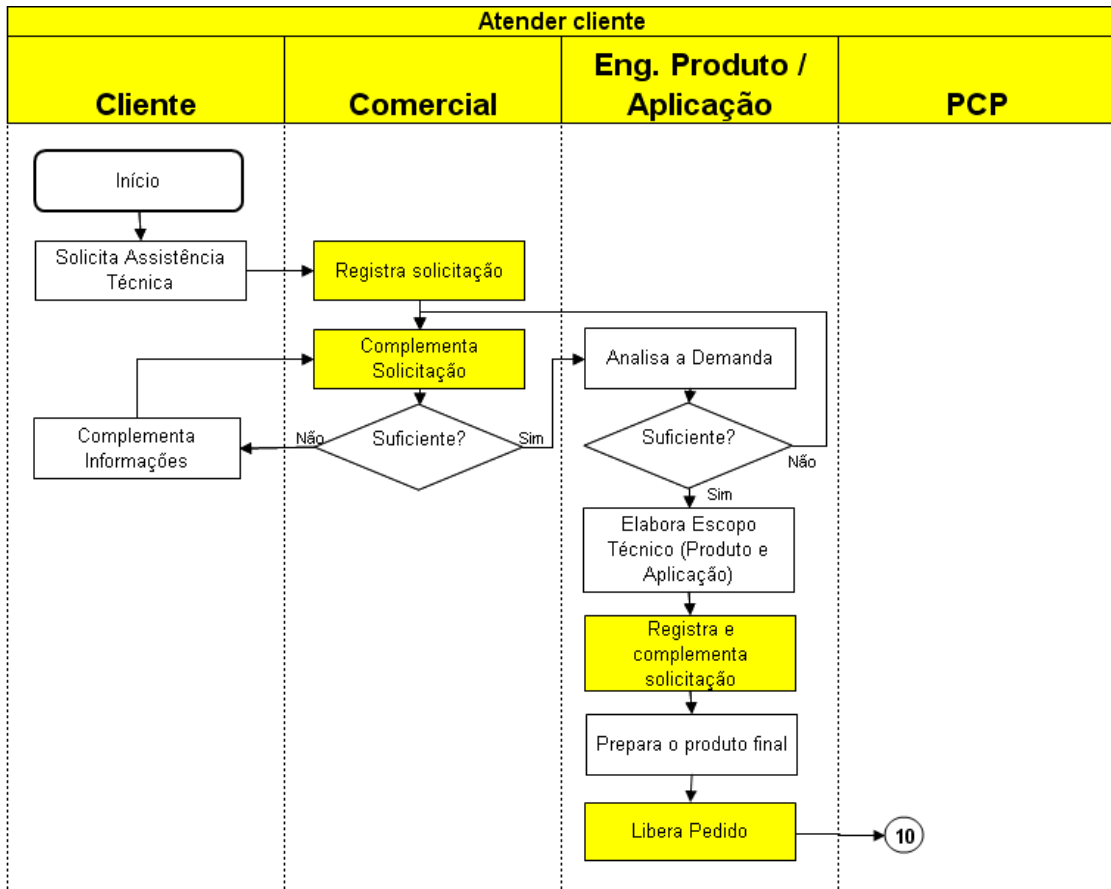 Atender cliente
Cliente
Comercial
Eng. Produto /
Aplicação
PCP
Início
Solicita Assistência
Técnica
Registra solicitação
Complementa
Solicitação
Analisa a Demanda
Complementa
Informações
Não
Suficiente?
Sim
Suficiente?
Não
Sim
Elabora Escopo
Técnico (Produto e
Aplicação)
Registra e
complementa
solicitação
Prepara o produto final
Libera Pedido
10